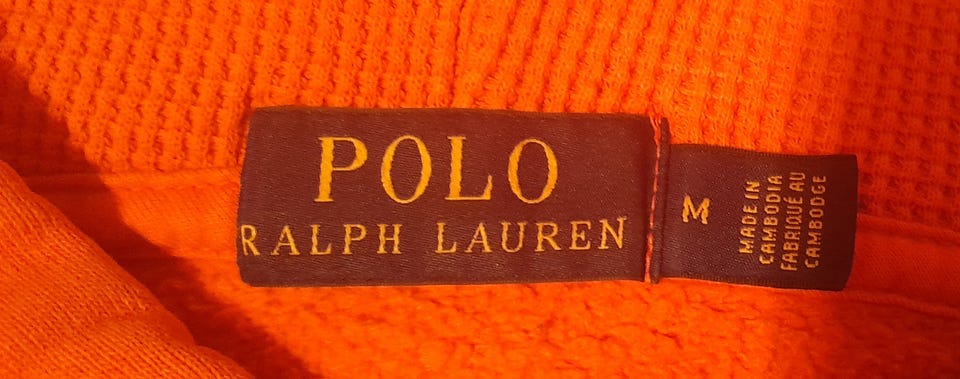 POLO
RALPH LAUREN
M
MADE IN
CAMBODIA
FABRIQUÉ AU
CAMBODGE